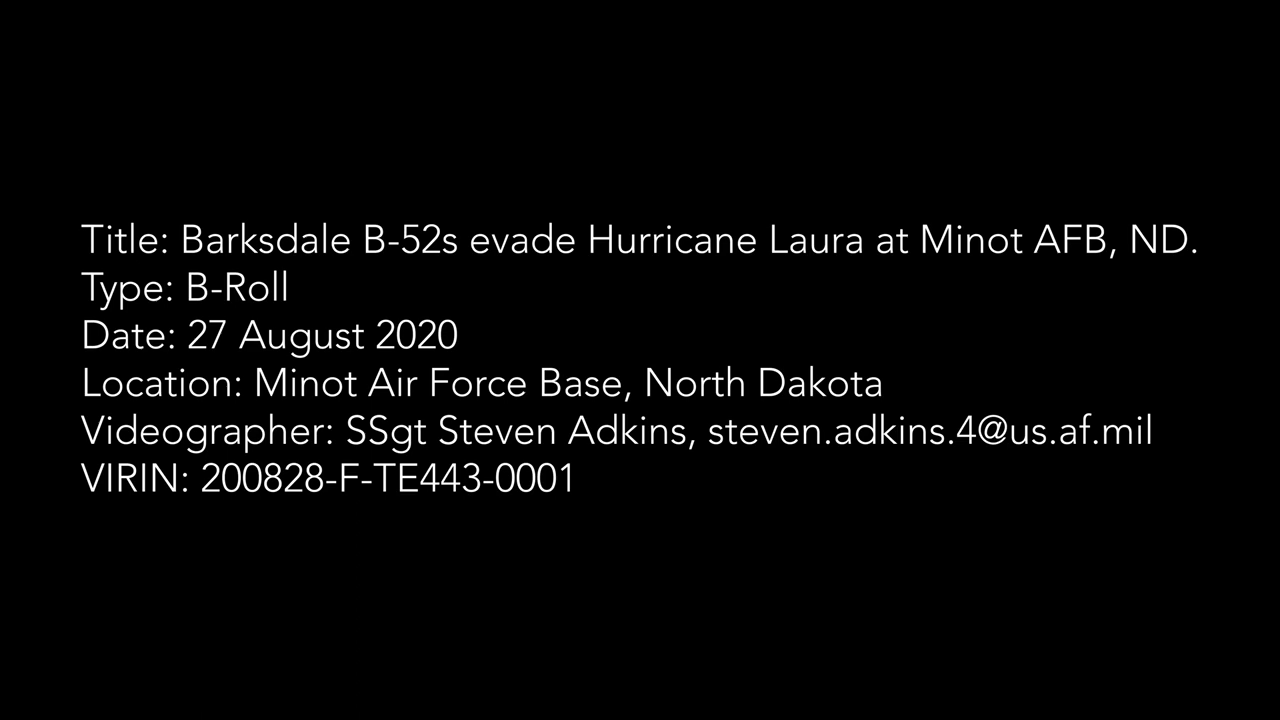 Title: Barksdale B-52s evade Hurricane Laura at Minot AFB, ND.
Type: B-Roll
Date: 27 August 2020
Location: Minot Air Force Base, North Dakota
Videographer: SSgt Steven Adkins, steven.adkins.4@us.af.mil
VIRIN: 200828-F-TE443-0001